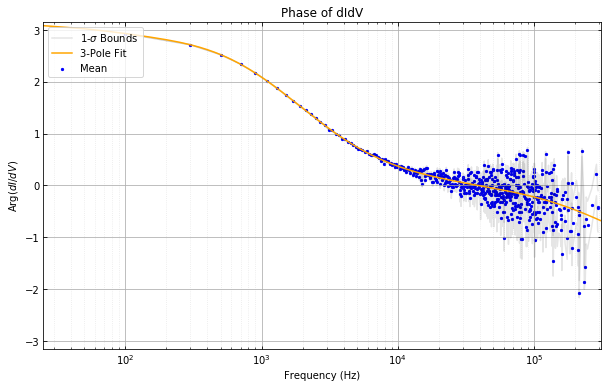 Phase of dIdV
1-σ Bounds
3-Pole Fit
Mean
Arg(dI/dV)
3
2
1
0
−1
−2
−3
10²
10³
10⁴
10⁵
Frequency (Hz)